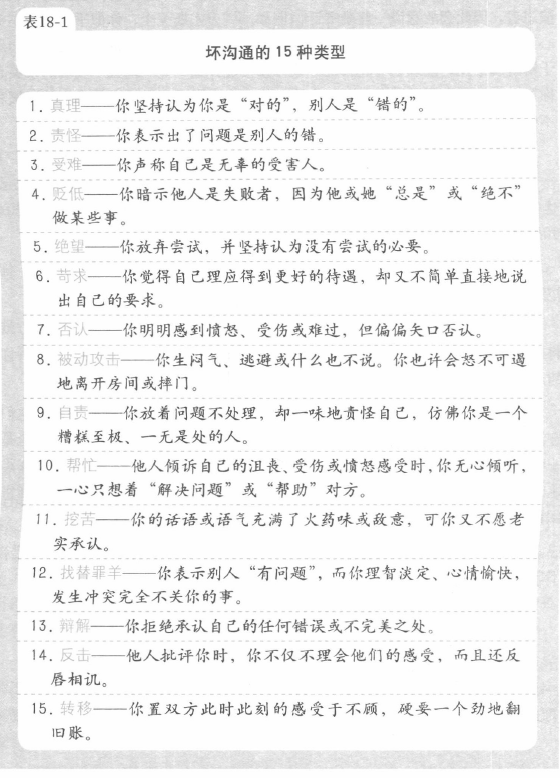 表18-1
坏沟通的 15 种类型
1. 真理——你坚持认为你是“对的”，别人是“错的”。
2. 责怪——你表示出了问题是别人的错。
3. 受难——你声称自己是无辜的受害人。
4. 贬低——你暗示他人是失败者，因为他或她“总是”或“绝不”
做某些事。
5. 绝望——你放弃尝试，并坚持认为没有尝试的必要。
6. 苛求——你觉得自己理应得到更好的待遇，却又不简单直接地说
出自己的要求。
7. 否认——你明明感到愤怒、受伤或难过，但偏偏矢口否认。
8. 被动攻击——你生闷气、逃避或什么也不说。你也许会怒不可遏
地离开房间或摔门。
9. 自责——你放着问题不处理，却一味地责怪自己，仿佛你是一个
糟糕至极、一无是处的人。
10. 帮忙——他人倾诉自己的沮丧、受伤或愤怒感受时，你无心倾听，
一心只想着“解决问题”或“帮助”对方。
11. 挖苦——你的话语或语气充满了火药味或敌意，可你又不愿老
实承认。
12. 找替罪羊——你表示别人“有问题”，而你理智淡定、心情愉快，
发生冲突完全不关你的事。
13. 辩解——你拒绝承认自己的任何错误或不完美之处。
14. 反击——他人批评你时，你不仅不理会他们的感受，而且还反
唇相讥。
15. 转移——你置双方此时此刻的感受于不顾，硬要一个劲地翻
旧账。